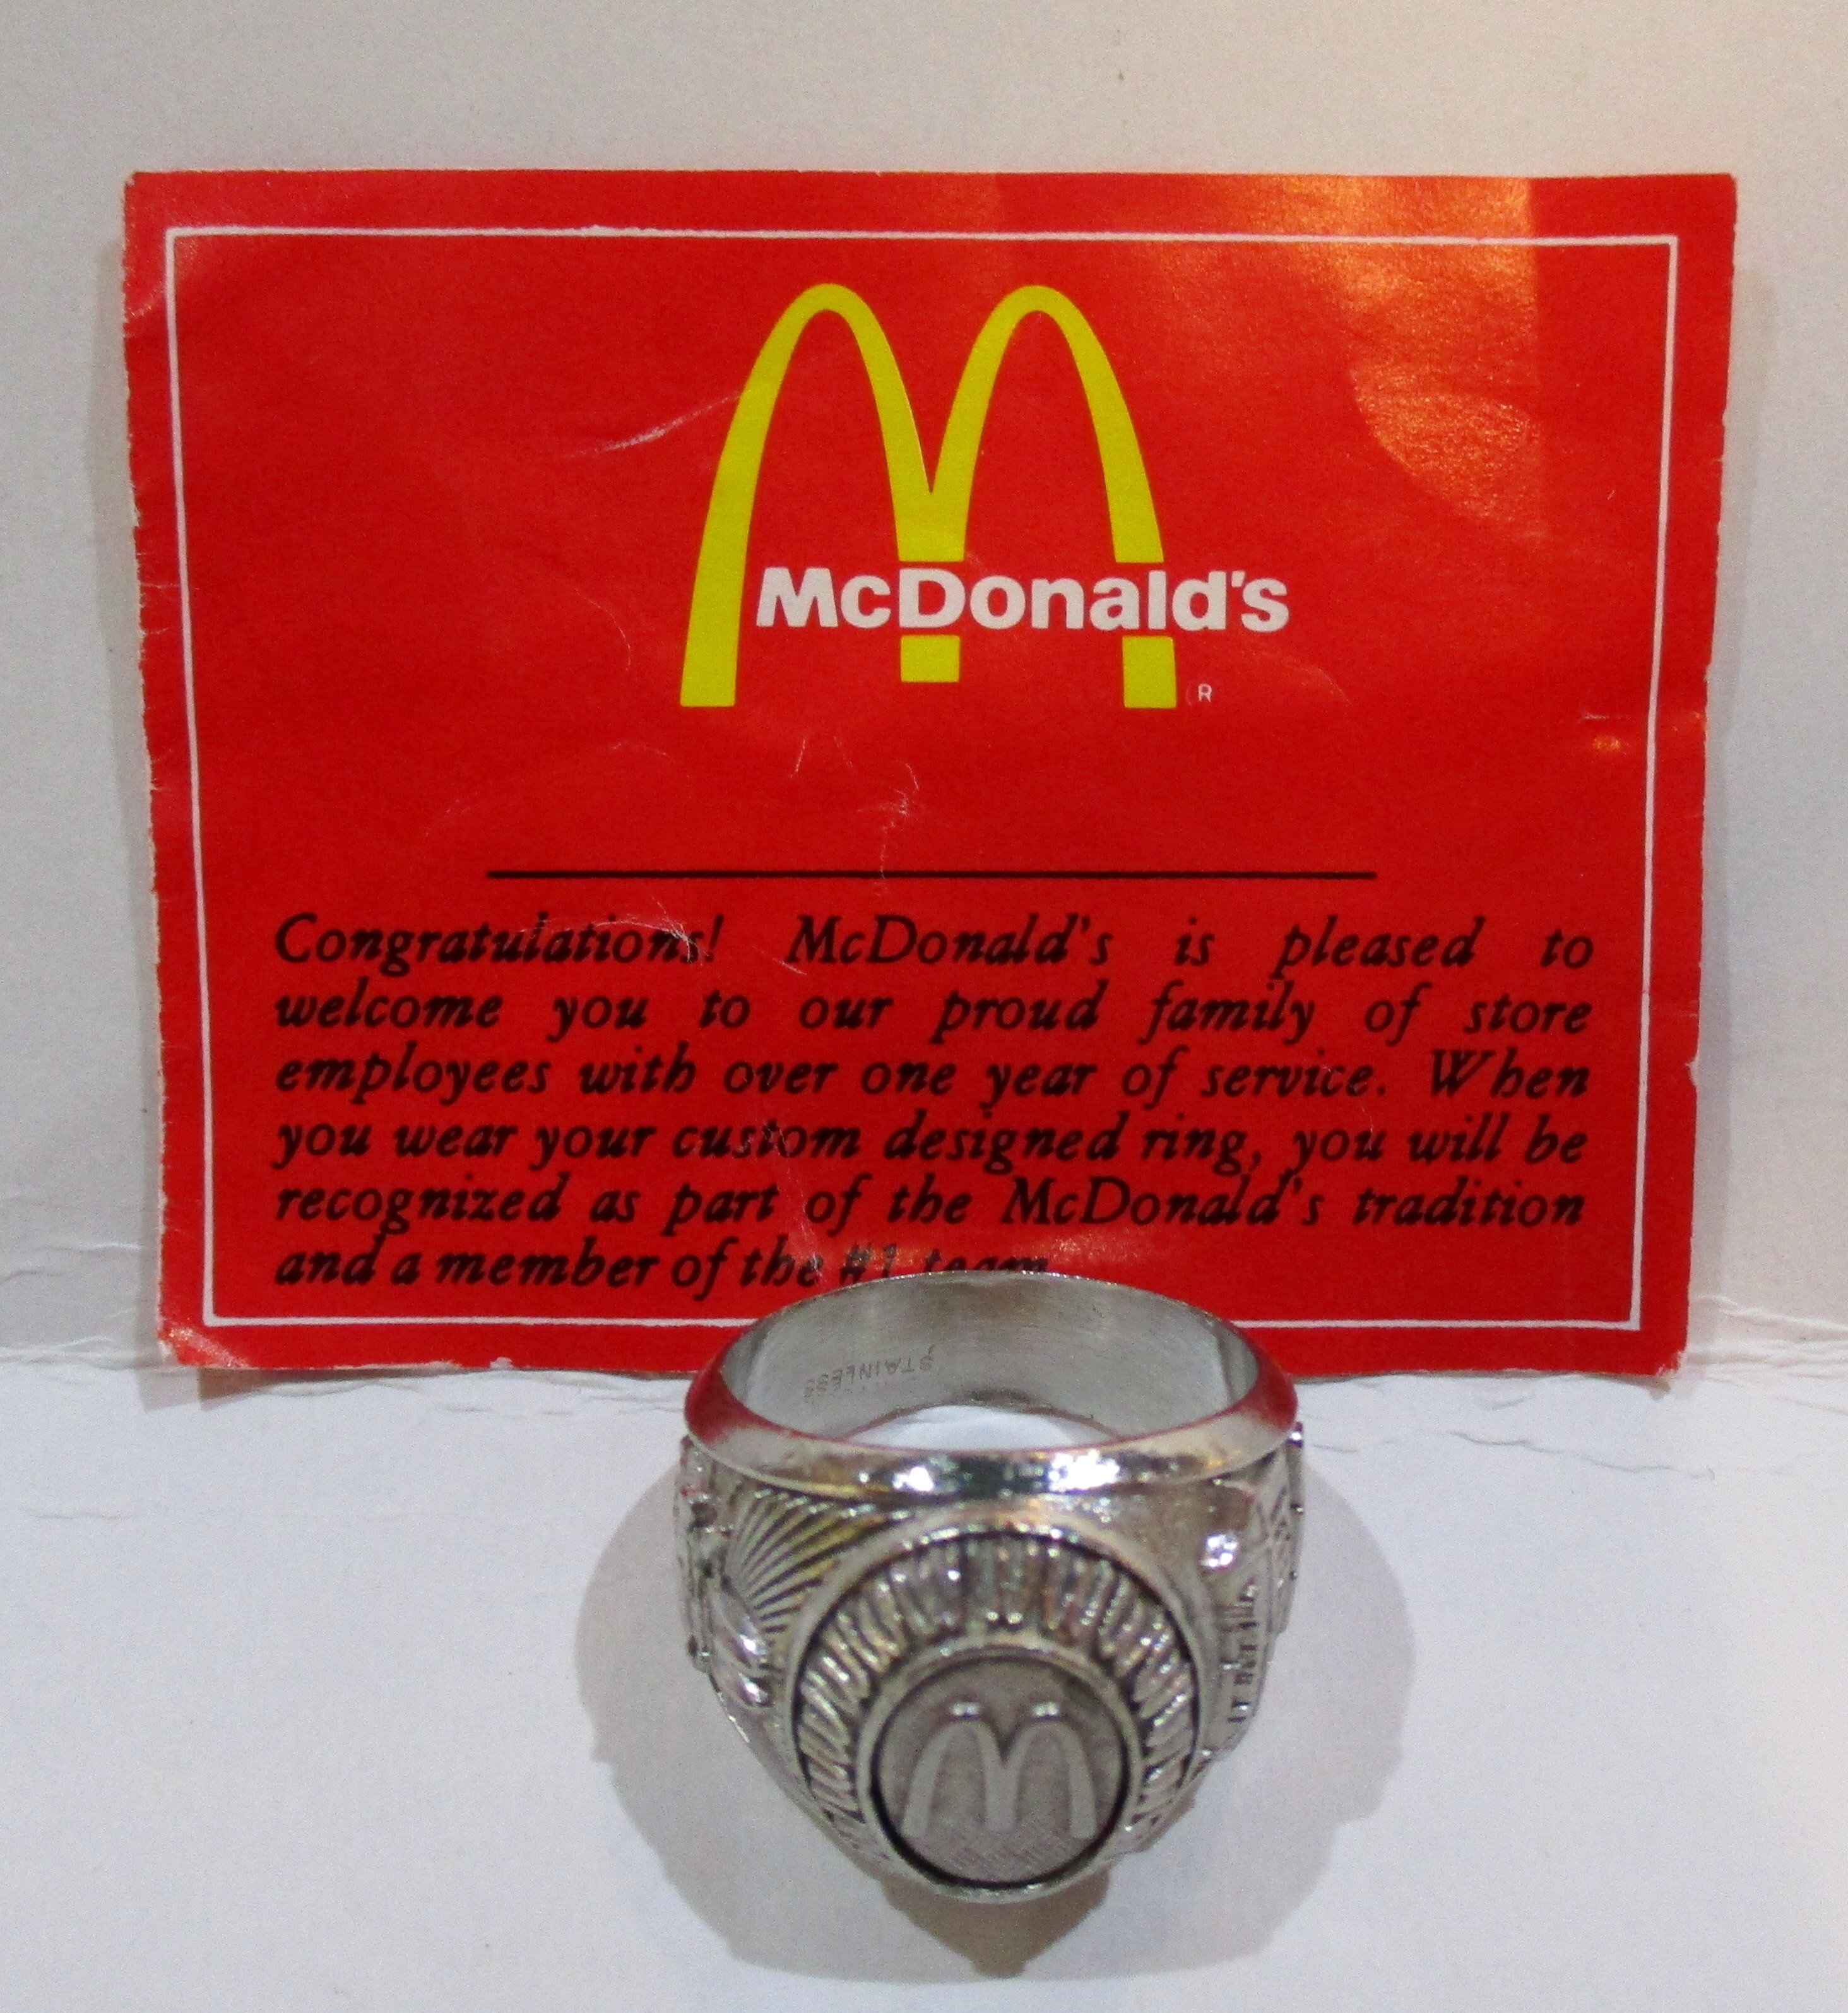 McDonald's
®
Congratulations! McDonald's is pleased to
welcome you to our proud family of store
employees with over one year of service. When
you wear your custom designed ring, you will be
recognized as part of the McDonald's tradition
and a member of the #1 team
STAINLESS
M